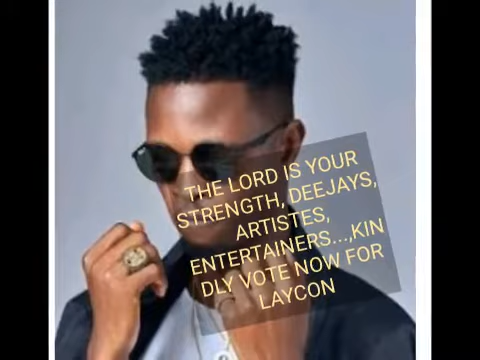 THE LORD IS YOUR
STRENGTH, DEEJAYS,
ARTISTES,
ENTERTAINERS...,KIN
DLY VOTE NOW FOR
LAYCON